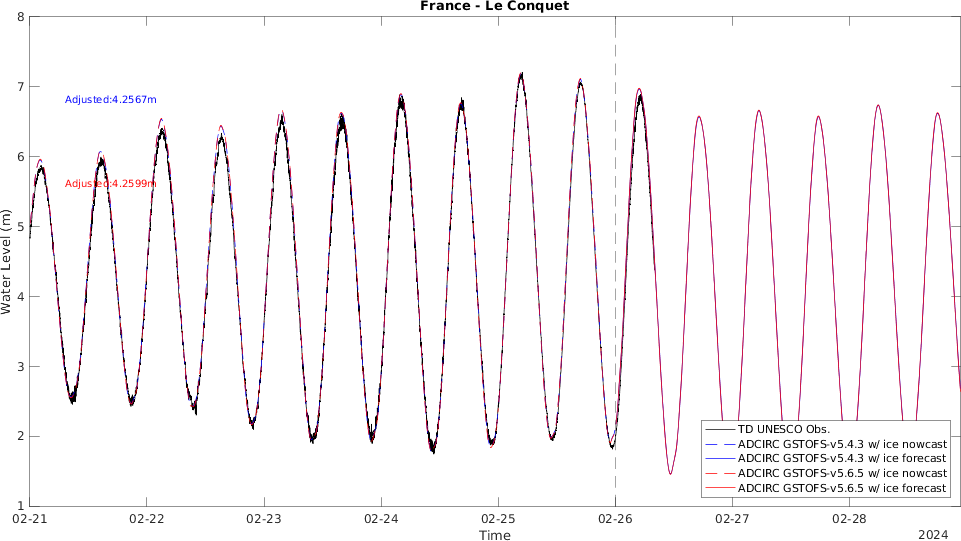 France - Le Conquet
8
7
6
5
4
3
2
1
Water Level (m)
Adjusted:4.2567m
Adjusted:4.2599m
TD UNESCO Obs.
ADCIRC GSTOFS-v5.4.3 w/ ice nowcast
ADCIRC GSTOFS-v5.4.3 w/ ice forecast
ADCIRC GSTOFS-v5.6.5 w/ ice nowcast
ADCIRC GSTOFS-v5.6.5 w/ ice forecast
02-21 02-22 02-23 02-24 02-25 02-26 02-27 02-28
Time
2024